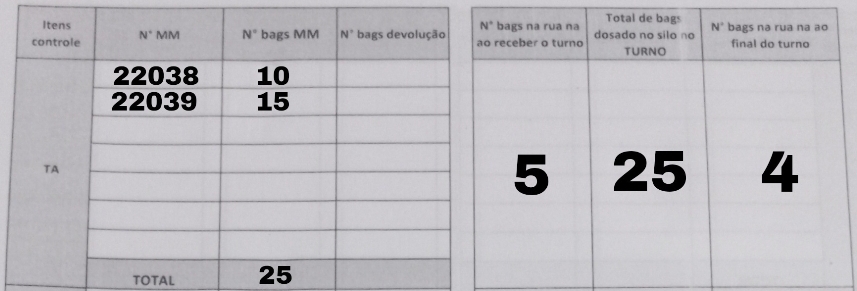 Itens controle
N° MM
N° bags MM
N° bags devolução
22038 10
22039 15
TA
TOTAL 25
N° bags na rua na
ao receber o turno
Total de bags
dosado no silo no
TURNO
N° bags na rua na ao
final do turno
5 25 4